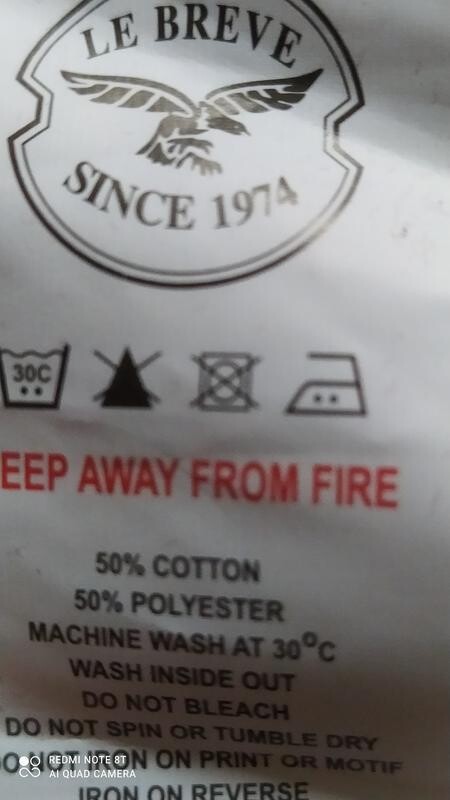 LE BREVE
SINCE 1974
30C
EEP AWAY FROM FIRE
50% COTTON
50% POLYESTER
MACHINE WASH AT 30°C
WASH INSIDE OUT
DO NOT BLEACH
DO NOT SPIN OR TUMBLE DRY
DO NOT IRON ON PRINT OR MOTIF
IRON ON REVERSE
REDMI NOTE 8T
AI QUAD CAMERA